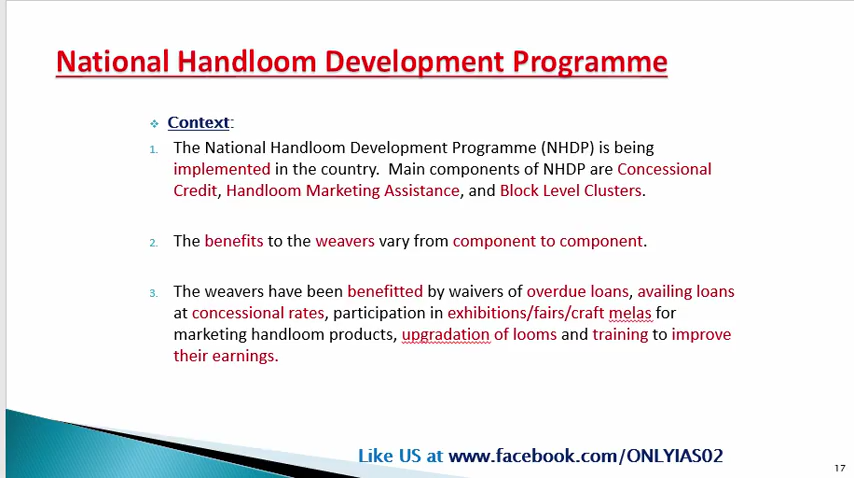 National Handloom Development Programme
❖ Context:
1. The National Handloom Development Programme (NHDP) is being
implemented in the country. Main components of NHDP are Concessional
Credit, Handloom Marketing Assistance, and Block Level Clusters.
2. The benefits to the weavers vary from component to component.
3. The weavers have been benefitted by waivers of overdue loans, availing loans
at concessional rates, participation in exhibitions/fairs/craft melas for
marketing handloom products, upgradation of looms and training to improve
their earnings.
Like US at www.facebook.com/ONLYIAS02
17